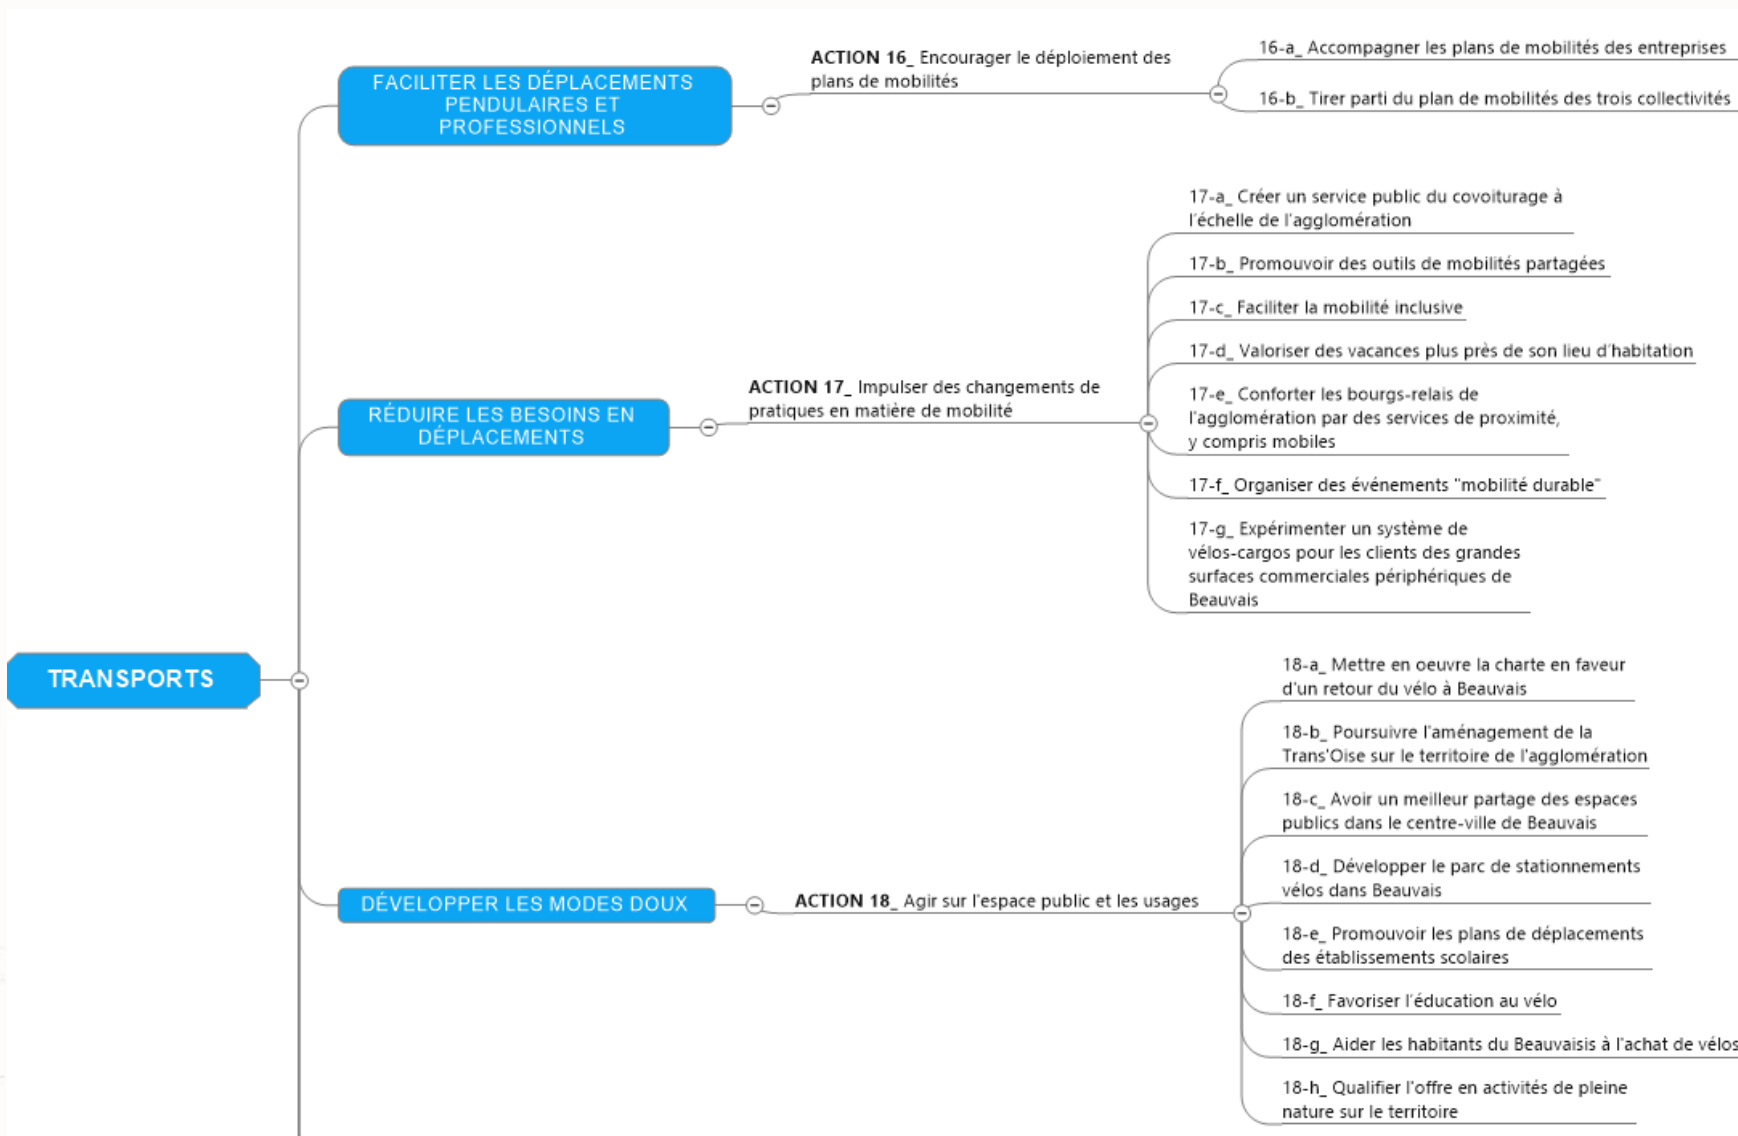 TRANSPORTS
FACILITER LES DÉPLACEMENTS
PENDULAIRES ET
PROFESSIONNELS
ACTION 16_ Encourager le déploiement des
plans de mobilités
16-a_ Accompagner les plans de mobilités des entreprises
16-b_ Tirer parti du plan de mobilités des trois collectivités
RÉDUIRE LES BESOINS EN
DÉPLACEMENTS
ACTION 17_ Impulser des changements de
pratiques en matière de mobilité
17-a_ Créer un service public du covoiturage à
l'échelle de l'agglomération
17-b_ Promouvoir des outils de mobilités partagées
17-c_ Faciliter la mobilité inclusive
17-d_ Valoriser des vacances plus près de son lieu d'habitation
17-e_ Conforter les bourgs-relais de
l'agglomération par des services de proximité,
y compris mobiles
17-f_ Organiser des événements "mobilité durable"
17-g_ Expérimenter un système de
vélos-cargos pour les clients des grandes
surfaces commerciales périphériques de
Beauvais
DÉVELOPPER LES MODES DOUX
ACTION 18_ Agir sur l'espace public et les usages
18-a_ Mettre en oeuvre la charte en faveur
d'un retour du vélo à Beauvais
18-b_ Poursuivre l'aménagement de la
Trans'Oise sur le territoire de l'agglomération
18-c_ Avoir un meilleur partage des espaces
publics dans le centre-ville de Beauvais
18-d_ Développer le parc de stationnements
vélos dans Beauvais
18-e_ Promouvoir les plans de déplacements
des établissements scolaires
18-f_ Favoriser l'éducation au vélo
18-g_ Aider les habitants du Beauvaisis à l'achat de vélos
18-h_ Qualifier l'offre en activités de pleine
nature sur le territoire